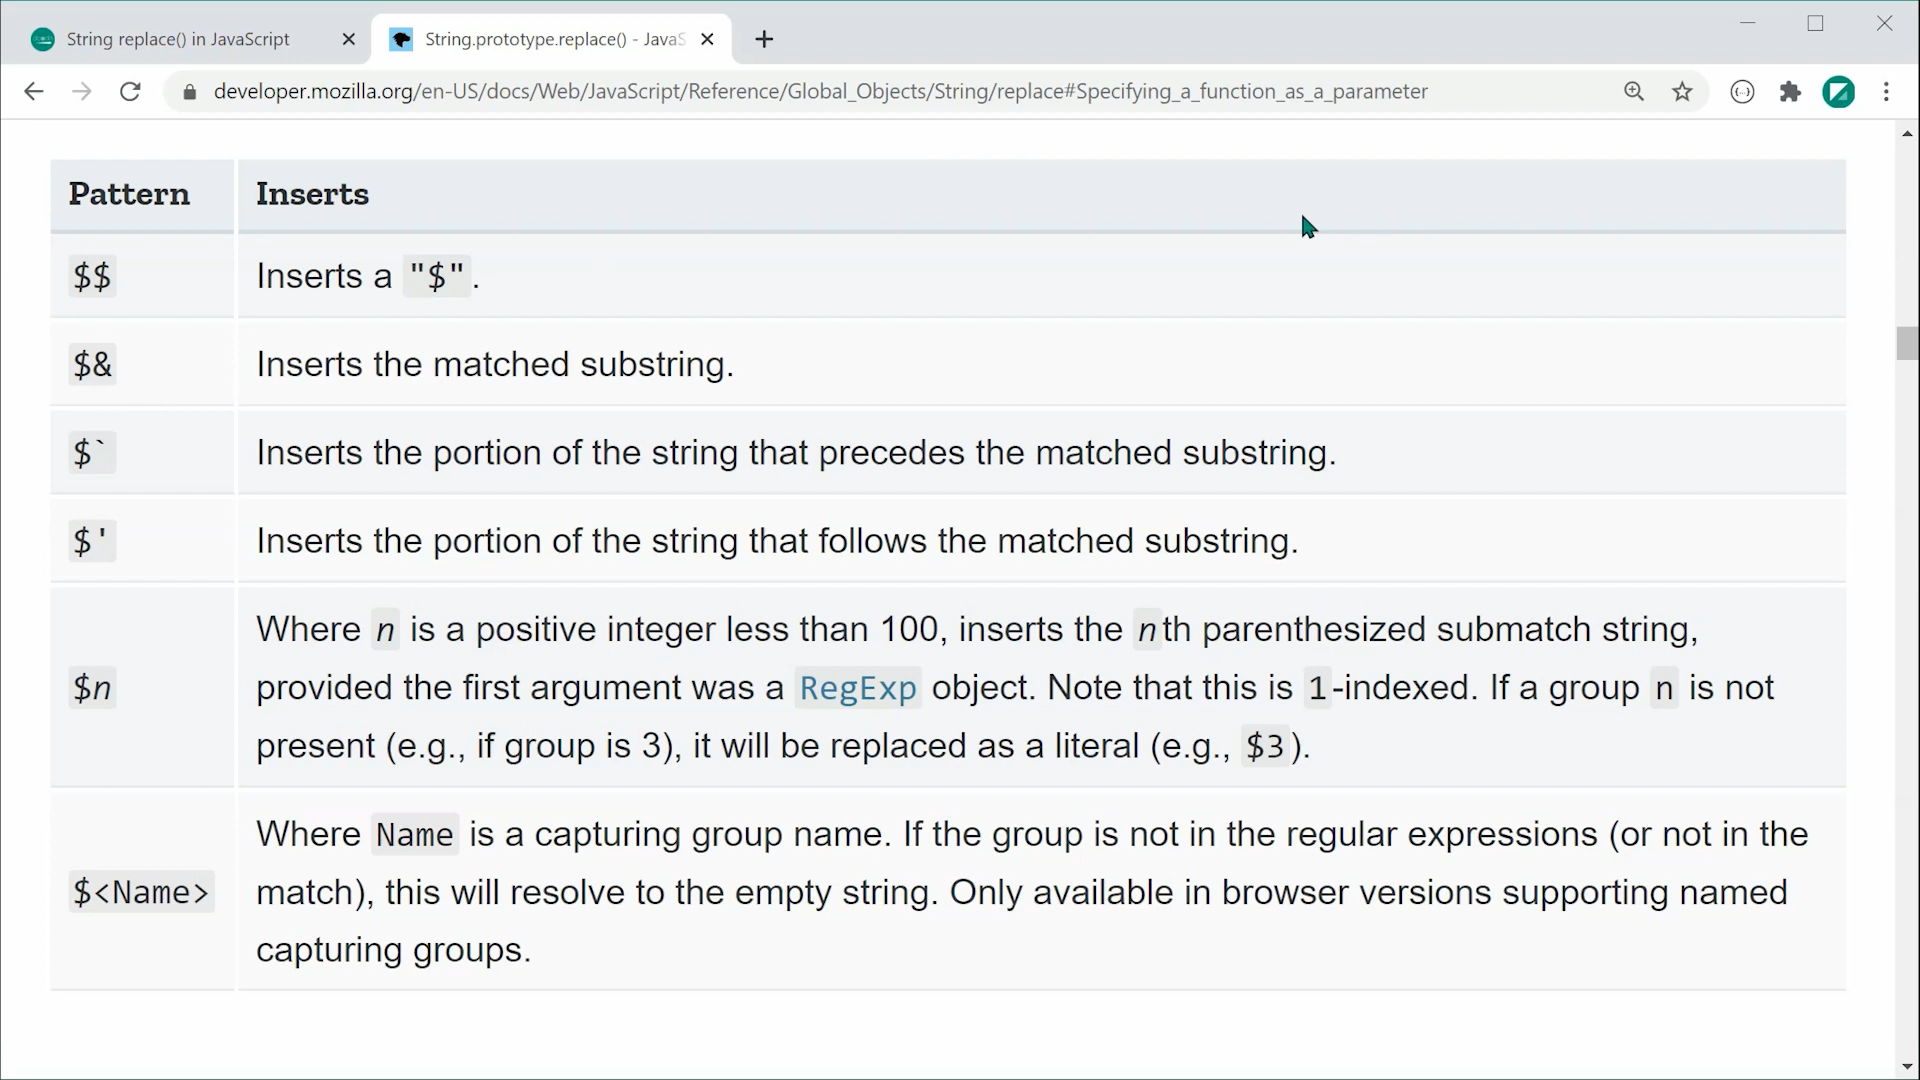 String replace() in JavaScript
String.prototype.replace() - JavaS
developer.mozilla.org/en-US/docs/Web/JavaScript/Reference/Global_Objects/String/replace#Specifying_a_function_as_a_parameter
Pattern Inserts
$$ Inserts a "$".
$& Inserts the matched substring.
$` Inserts the portion of the string that precedes the matched substring.
$' Inserts the portion of the string that follows the matched substring.
$n
Where n is a positive integer less than 100, inserts the nth parenthesized submatch string,
provided the first argument was a RegExp object. Note that this is 1-indexed. If a group n is not
present (e.g., if group is 3), it will be replaced as a literal (e.g., $3).
$<Name>
Where Name is a capturing group name. If the group is not in the regular expressions (or not in the
match), this will resolve to the empty string. Only available in browser versions supporting named
capturing groups.